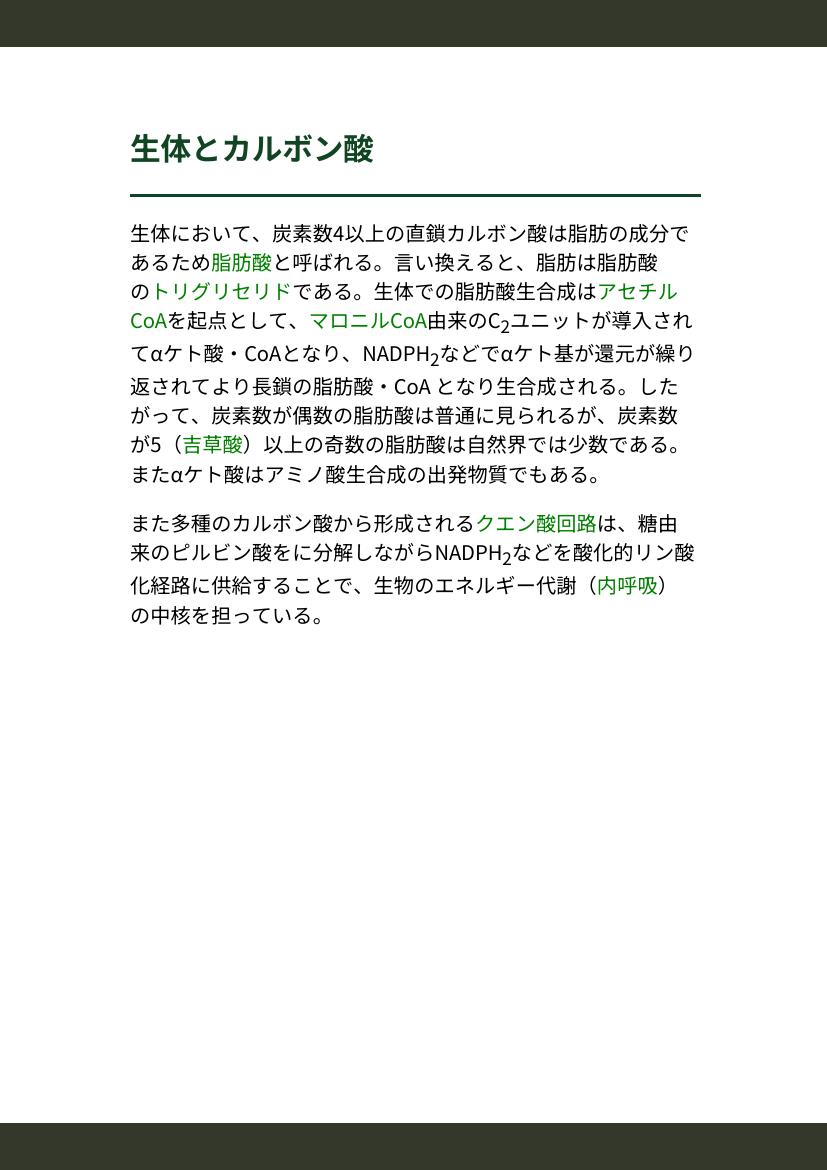 生体とカルボン酸
生体において、炭素数4以上の直鎖カルボン酸は脂肪の成分で
あるため脂肪酸と呼ばれる。言い換えると、脂肪は脂肪酸
のトリグリセリドである。生体での脂肪酸生合成はアセチル
CoAを起点として、マロニルCoA由来のC₂ユニットが導入され
てαケト酸・CoAとなり、NADPH₂などでαケト基が還元が繰り
返されてより長鎖の脂肪酸・CoA となり生合成される。した
がって、炭素数が偶数の脂肪酸は普通に見られるが、炭素数
が5（吉草酸）以上の奇数の脂肪酸は自然界では少数である。
またαケト酸はアミノ酸生合成の出発物質でもある。
また多種のカルボン酸から形成されるクエン酸回路は、糖由
来のピルビン酸をに分解しながらNADPH₂などを酸化的リン酸
化経路に供給することで、生物のエネルギー代謝（内呼吸）
の中核を担っている。